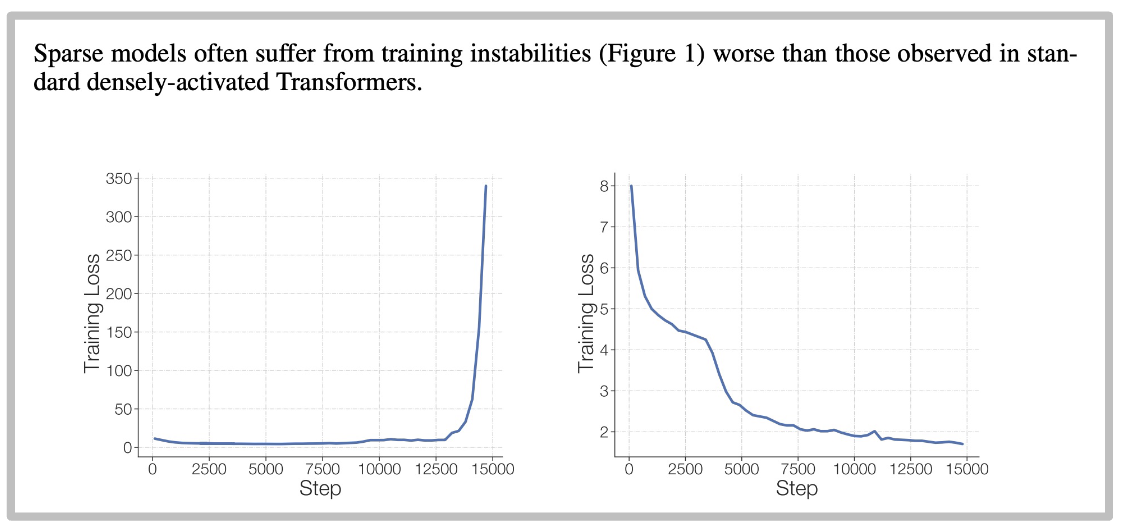 Sparse models often suffer from training instabilities (Figure 1) worse than those observed in stan-
dard densely-activated Transformers.
350
300
250
200
150
100
50
0
Training Loss
0 2500 5000 7500 10000 12500 15000
Step
8
7
6
5
4
3
2
Training Loss
0 2500 5000 7500 10000 12500 15000
Step